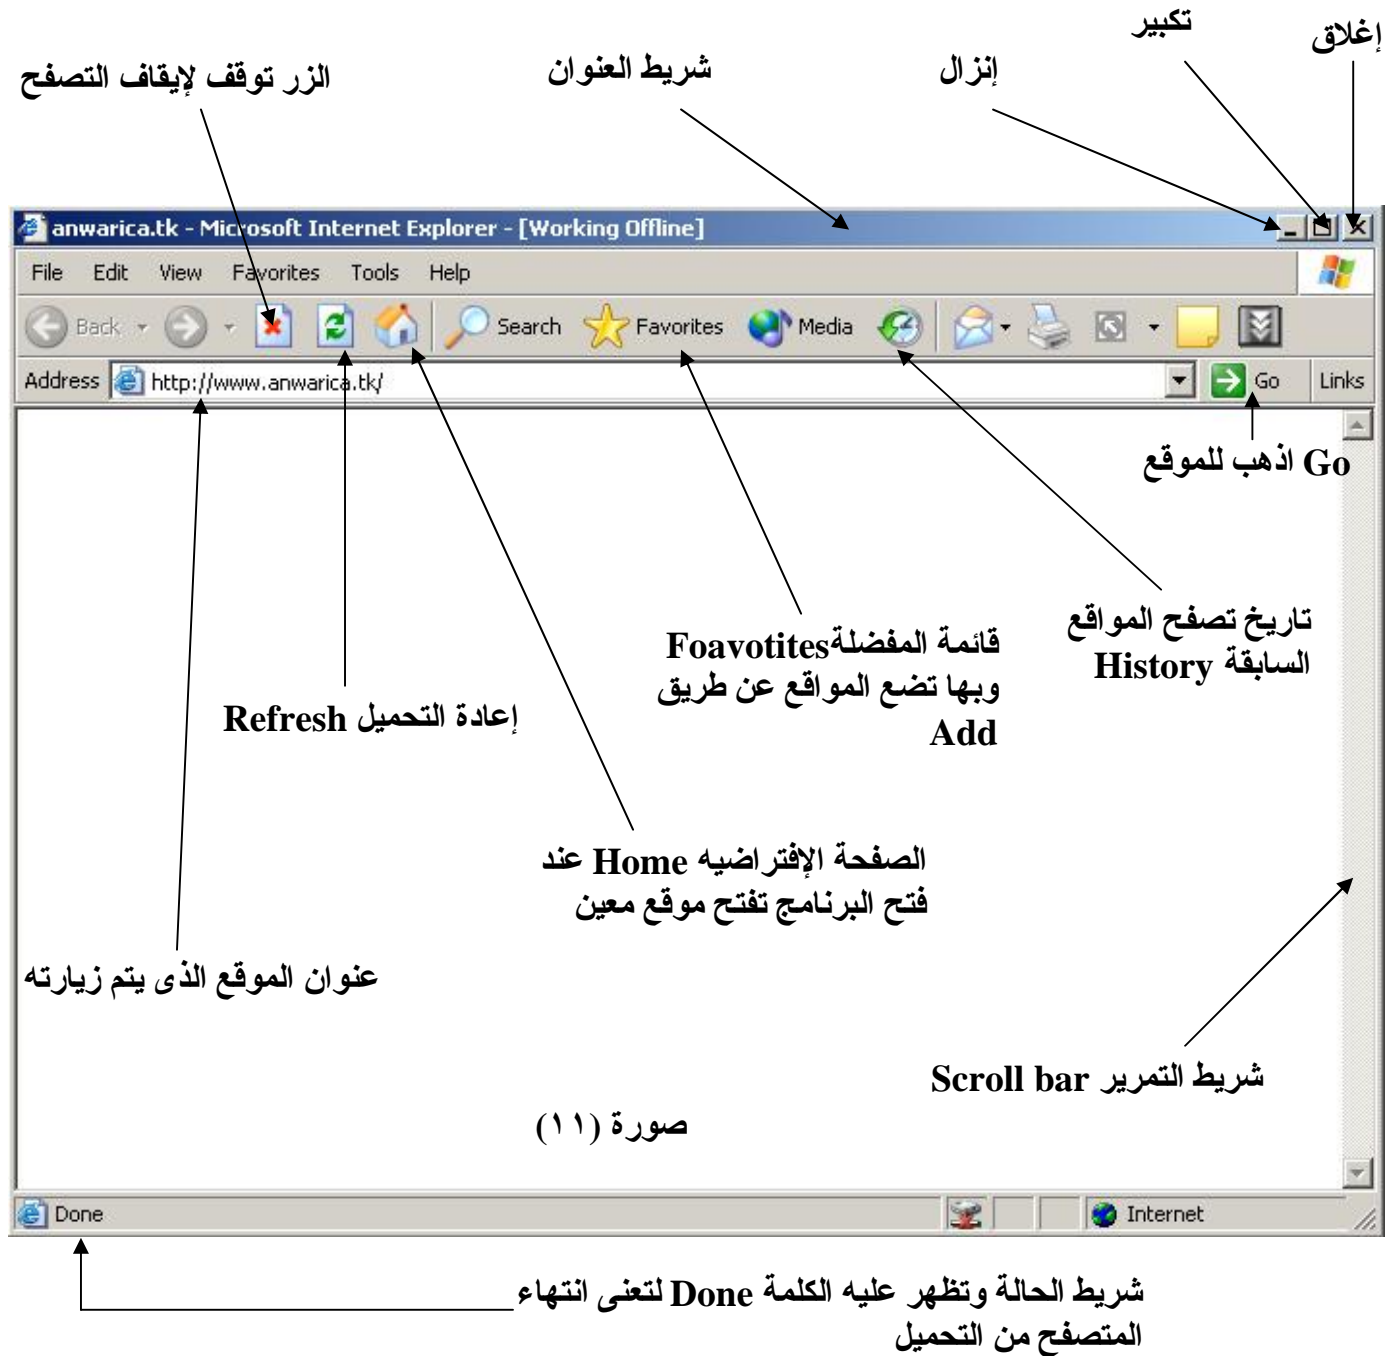 تكبير
إغلاق
إنزال
شريط العنوان
الزر توقف لإيقاف التصفح
anwarica.tk - Microsoft Internet Explorer - [Working Offline]
File Edit View Favorites Tools Help
Back Search Favorites Media
Address http://www.anwarica.tk/ Go Links
Go اذهب للموقع
تاريخ تصفح المواقع
السابقة History
قائمة المفضلة Foavotites
وبها تضع المواقع عن طريق
Add
إعادة التحميل Refresh
الصفحة الإفتراضيه Home عند
فتح البرنامج تفتح موقع معين
عنوان الموقع الذى يتم زيارته
شريط التمرير Scroll bar
صورة (١١)
Done Internet
شريط الحالة وتظهر عليه الكلمة Done لتعنى انتهاء
المتصفح من التحميل